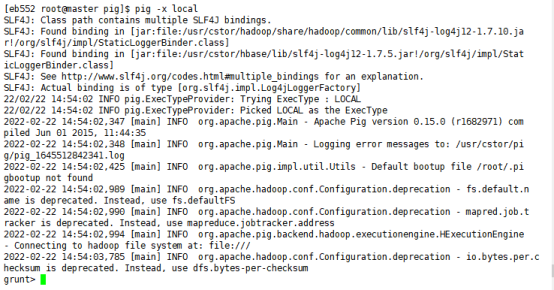 [eb552 root@master pig]$ pig -x local
SLF4J: Class path contains multiple SLF4J bindings.
SLF4J: Found binding in [jar:file:/usr/cstor/hadoop/share/hadoop/common/lib/slf4j-log4j12-1.7.10.ja
r!/org/slf4j/impl/StaticLoggerBinder.class]
SLF4J: Found binding in [jar:file:/usr/cstor/hbase/lib/slf4j-log4j12-1.7.5.jar!/org/slf4j/impl/Stat
icLoggerBinder.class]
SLF4J: See http://www.slf4j.org/codes.html#multiple_bindings for an explanation.
SLF4J: Actual binding is of type [org.slf4j.impl.Log4jLoggerFactory]
22/02/22 14:54:02 INFO pig.ExecTypeProvider: Trying ExecType : LOCAL
22/02/22 14:54:02 INFO pig.ExecTypeProvider: Picked LOCAL as the ExecType
2022-02-22 14:54:02,347 [main] INFO  org.apache.pig.Main - Apache Pig version 0.15.0 (r1682971) com
piled Jun 01 2015, 11:44:35
2022-02-22 14:54:02,348 [main] INFO  org.apache.pig.Main - Logging error messages to: /usr/cstor/pi
g/pig_1645512842341.log
2022-02-22 14:54:02,425 [main] INFO  org.apache.pig.impl.util.Utils - Default bootup file /root/.pi
gbootup not found
2022-02-22 14:54:02,989 [main] INFO  org.apache.hadoop.conf.Configuration.deprecation - fs.default.n
ame is deprecated. Instead, use fs.defaultFS
2022-02-22 14:54:02,990 [main] INFO  org.apache.hadoop.conf.Configuration.deprecation - mapred.job.t
racker is deprecated. Instead, use mapreduce.jobtracker.address
2022-02-22 14:54:02,994 [main] INFO  org.apache.pig.backend.hadoop.executionengine.HExecutionEngine
- Connecting to hadoop file system at: file:///
2022-02-22 14:54:03,785 [main] INFO  org.apache.hadoop.conf.Configuration.deprecation - io.bytes.per.c
hecksum is deprecated. Instead, use dfs.bytes-per-checksum
grunt>